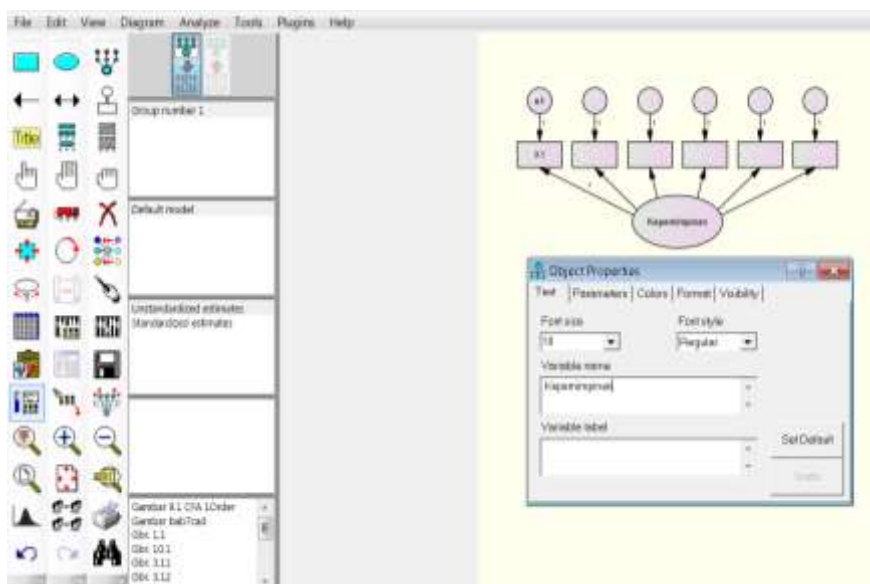 File Edit View Diagram Analyze Tools Plugins Help
Title
Group number 1
Default model
Unstandardized estimates
Standardized estimates
Gambar 9.1 CFA 1Order
Gambar bab7cad
Gbr. 1.1
Gbr. 10.1
Gbr. 3.11
Gbr. 3.12
e1
Object Properties
Text Parameters Colors Format Visibility
Font size
Font style
18
Regular
Variable name
Variable label
Set Default
Undo